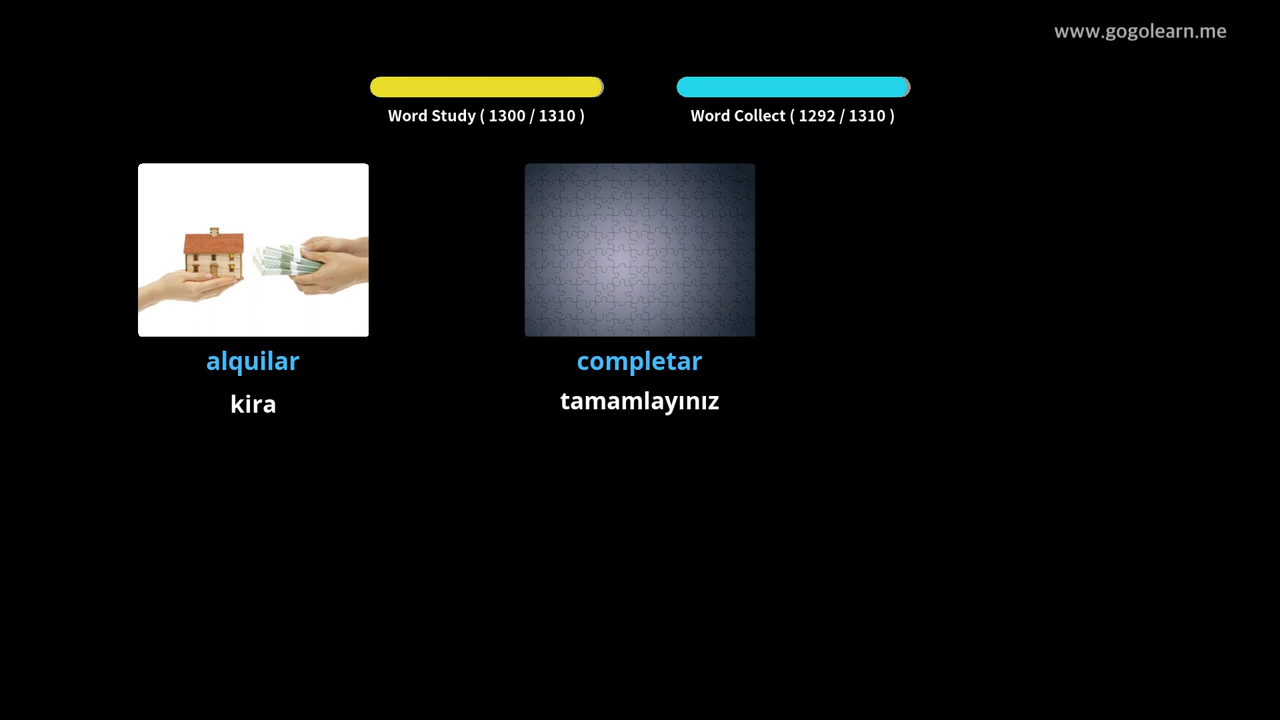 www.gogolearn.me
Word Study ( 1300 / 1310 )
Word Collect ( 1292 / 1310 )
alquilar
kira
completar
tamamlayınız